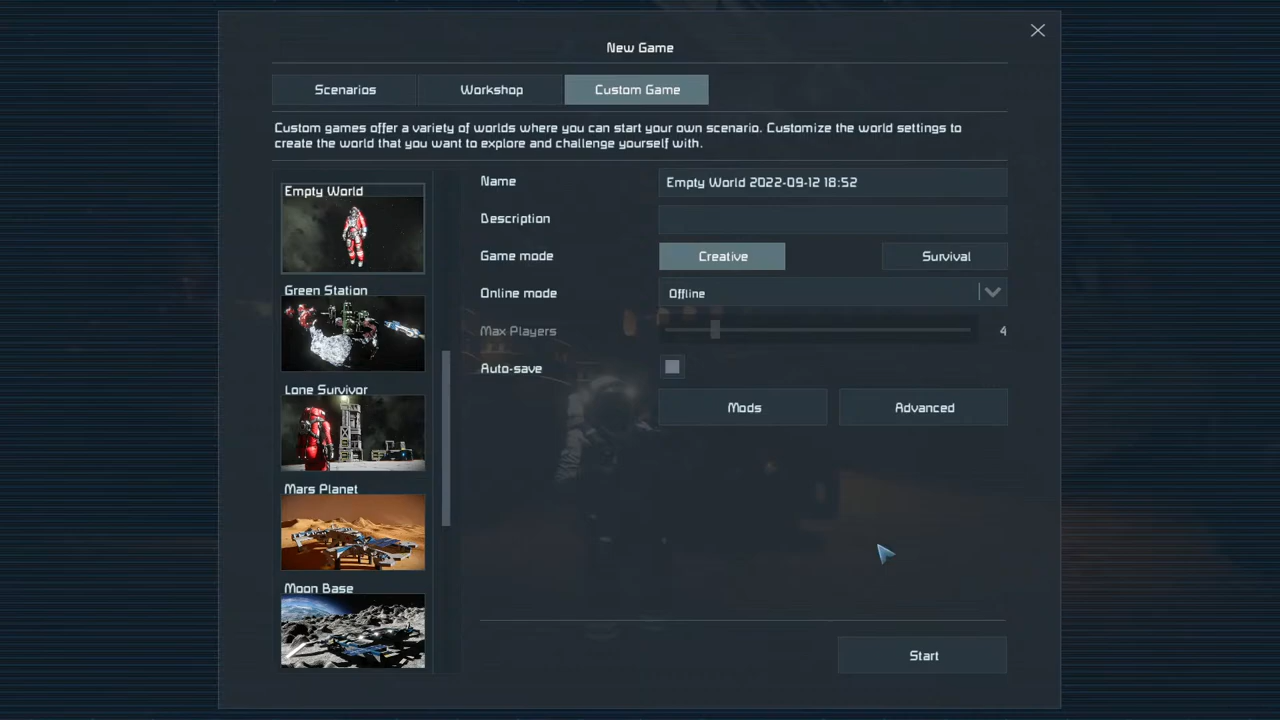 New Game
Scenarios
Workshop
Custom Game
Custom games offer a variety of worlds where you can start your own scenario. Customize the world settings to
create the world that you want to explore and challenge yourself with.
Empty World
Green Station
Lone Survivor
Mars Planet
Moon Base
Name
Empty World 2022-09-12 18:52
Description
Game mode
Creative
Survival
Online mode
Offline
Max Players
4
Auto-save
Mods
Advanced
Start